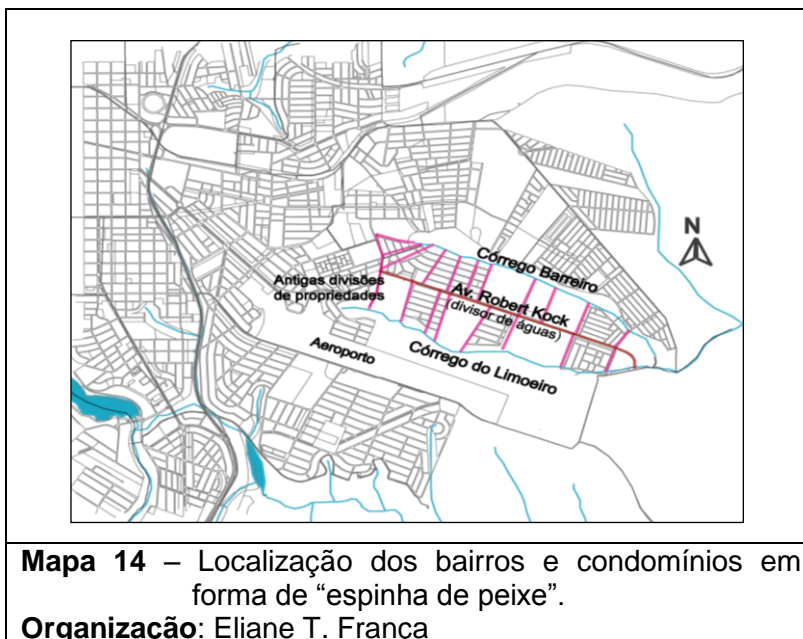 N
Córrego Barreiro
Antigas divisões
de propriedades
Av. Robert Kock
(divisor de águas)
Aeroporto
Córrego do Limoeiro
Mapa 14 – Localização dos bairros e condomínios em
forma de “espinha de peixe”.
Organização: Eliane T. Franca